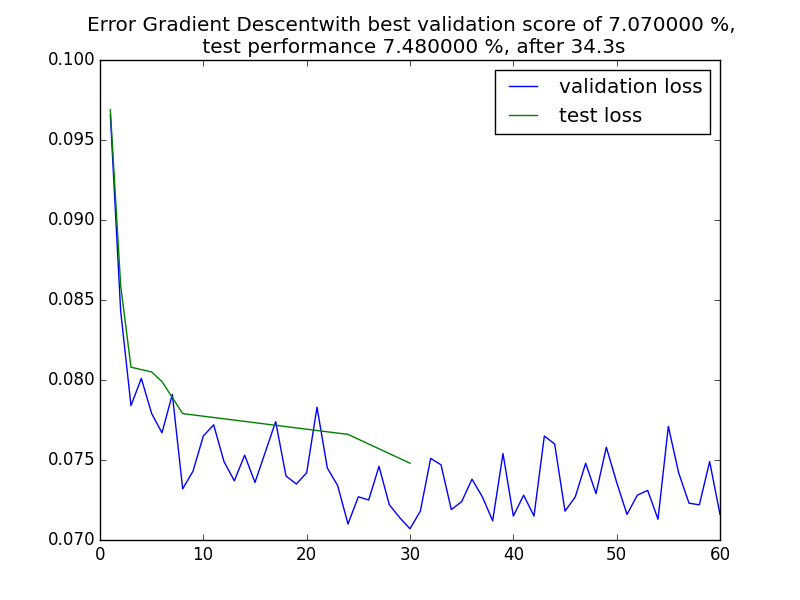 Error Gradient Descentwith best validation score of 7.070000 %,
test performance 7.480000 %, after 34.3s
0.100
validation loss
test loss
0.095
0.090
0.085
0.080
0.075
0.070
0 10 20 30 40 50 60